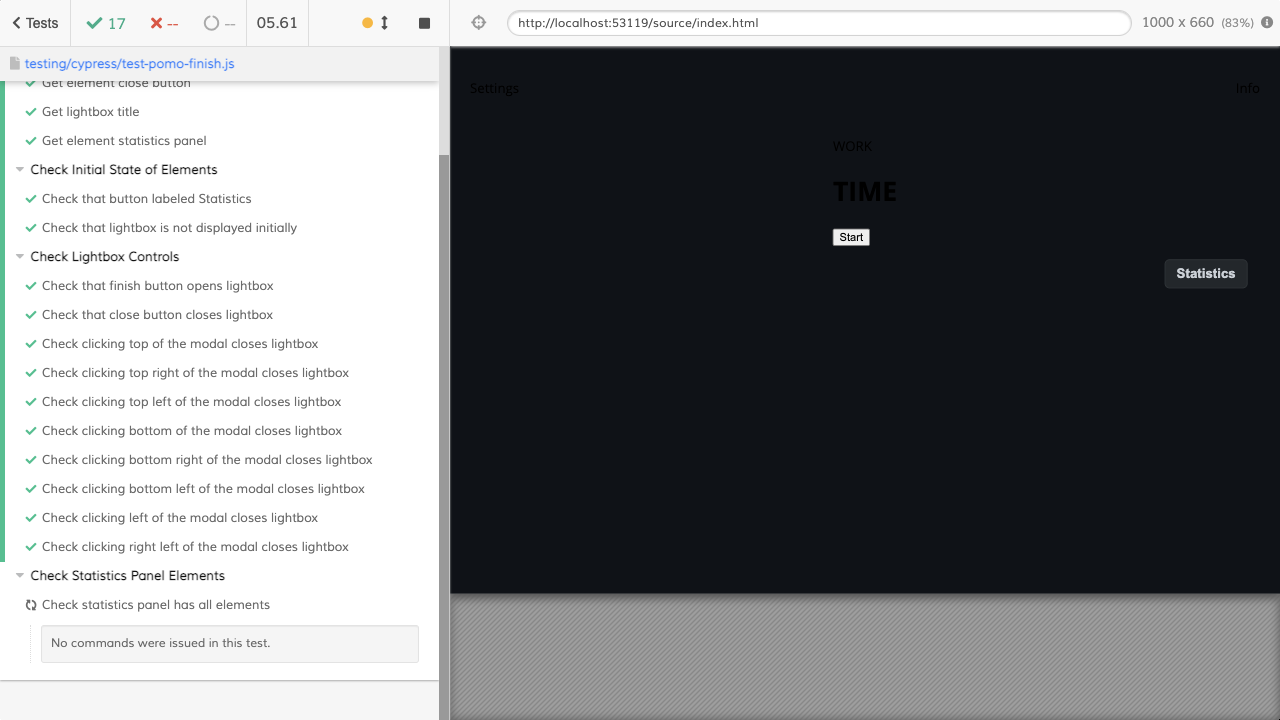 Tests 17 -- -- 05.61
http://localhost:53119/source/index.html 1000 x 660 (83%)
testing/cypress/test-pomo-finish.js
Get element close button
Get lightbox title
Get element statistics panel
Check Initial State of Elements
Check that button labeled Statistics
Check that lightbox is not displayed initially
Check Lightbox Controls
Check that finish button opens lightbox
Check that close button closes lightbox
Check clicking top of the modal closes lightbox
Check clicking top right of the modal closes lightbox
Check clicking top left of the modal closes lightbox
Check clicking bottom of the modal closes lightbox
Check clicking bottom right of the modal closes lightbox
Check clicking bottom left of the modal closes lightbox
Check clicking left of the modal closes lightbox
Check clicking right left of the modal closes lightbox
Check Statistics Panel Elements
Check statistics panel has all elements
No commands were issued in this test.
Settings
Info
WORK
TIME
Start
Statistics